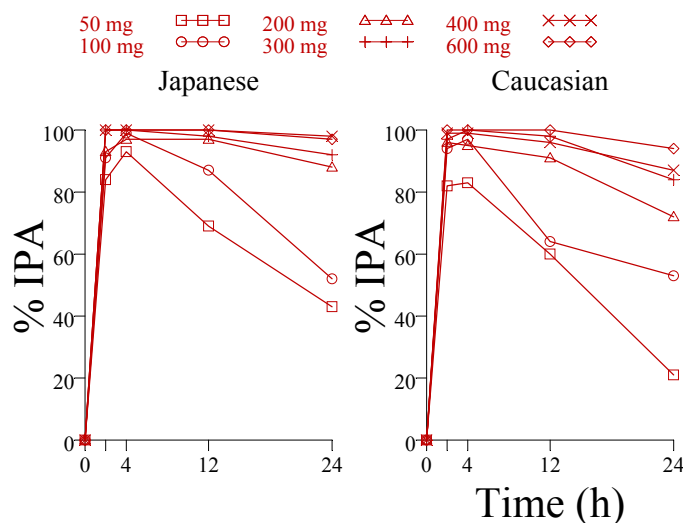 50 mg 200 mg 400 mg
100 mg 300 mg 600 mg
Japanese Caucasian
% IPA % IPA
100 100
80 80
60 60
40 40
20 20
0 0
0 4 12 24 0 4 12 24
Time (h)